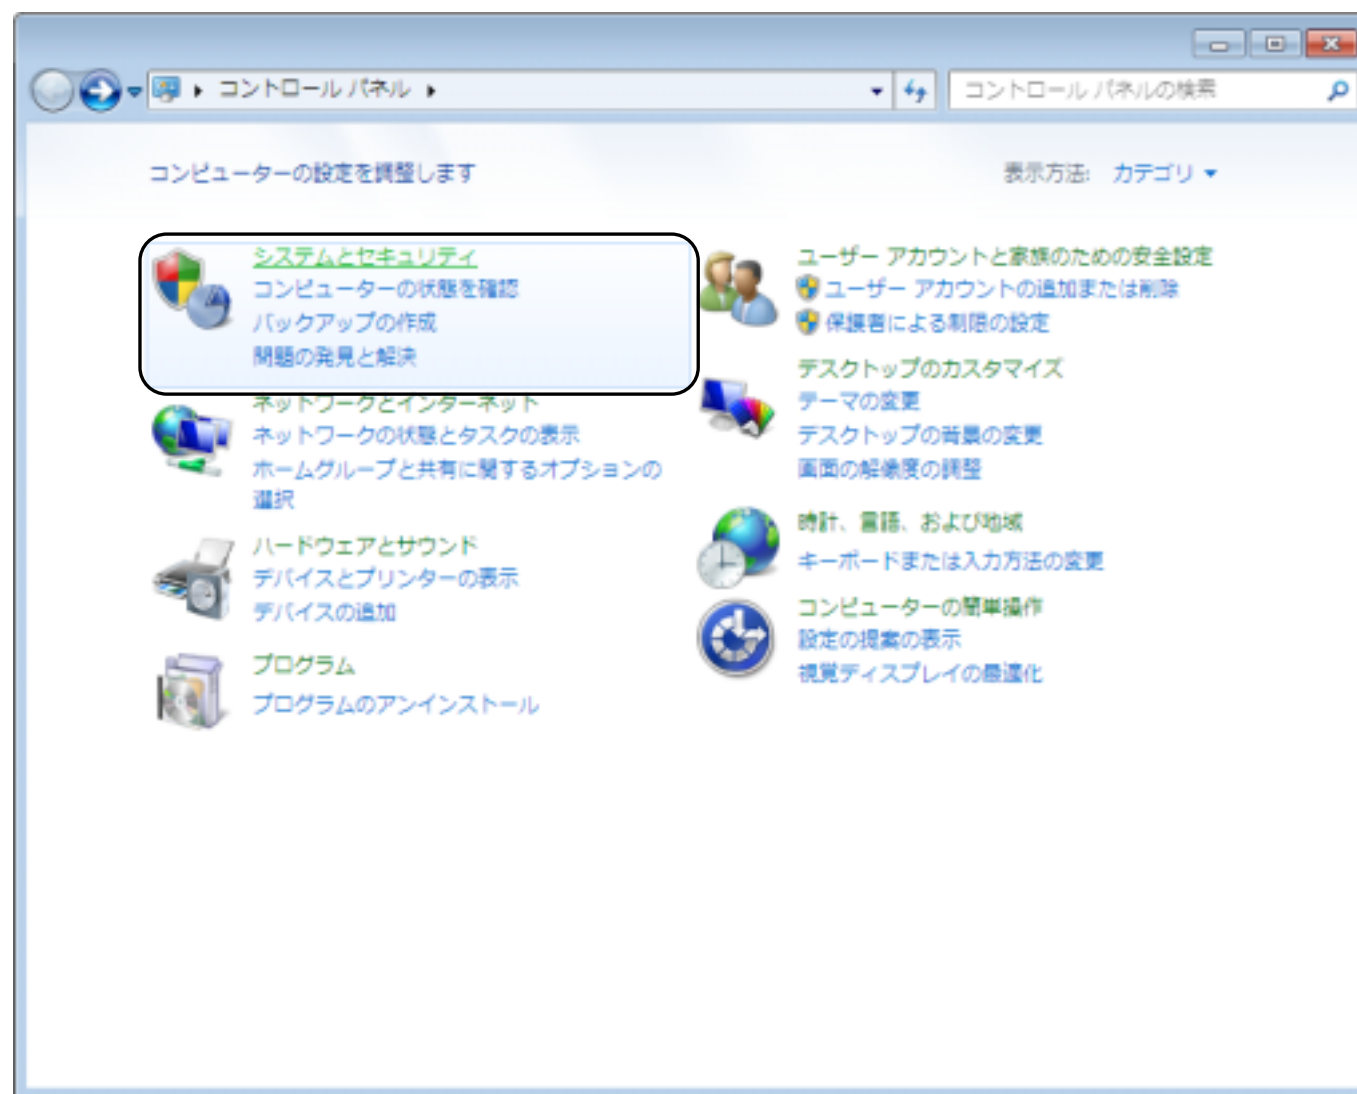 コントロール パネル
コントロール パネルの検索
コンピューターの設定を調整します
表示方法: カテゴリ
システムとセキュリティ
コンピューターの状態を確認
バックアップの作成
問題の発見と解決
ネットワークとインターネット
ネットワークの状態とタスクの表示
ホームグループと共有に関するオプションの
選択
ハードウェアとサウンド
デバイスとプリンターの表示
デバイスの追加
プログラム
プログラムのアンインストール
ユーザー アカウントと家族のための安全設定
ユーザー アカウントの追加または削除
保護者による制限の設定
デスクトップのカスタマイズ
テーマの変更
デスクトップの背景の変更
画面の解像度の調整
時計、言語、および地域
キーボードまたは入力方法の変更
コンピューターの簡単操作
設定の提案の表示
視覚ディスプレイの最適化